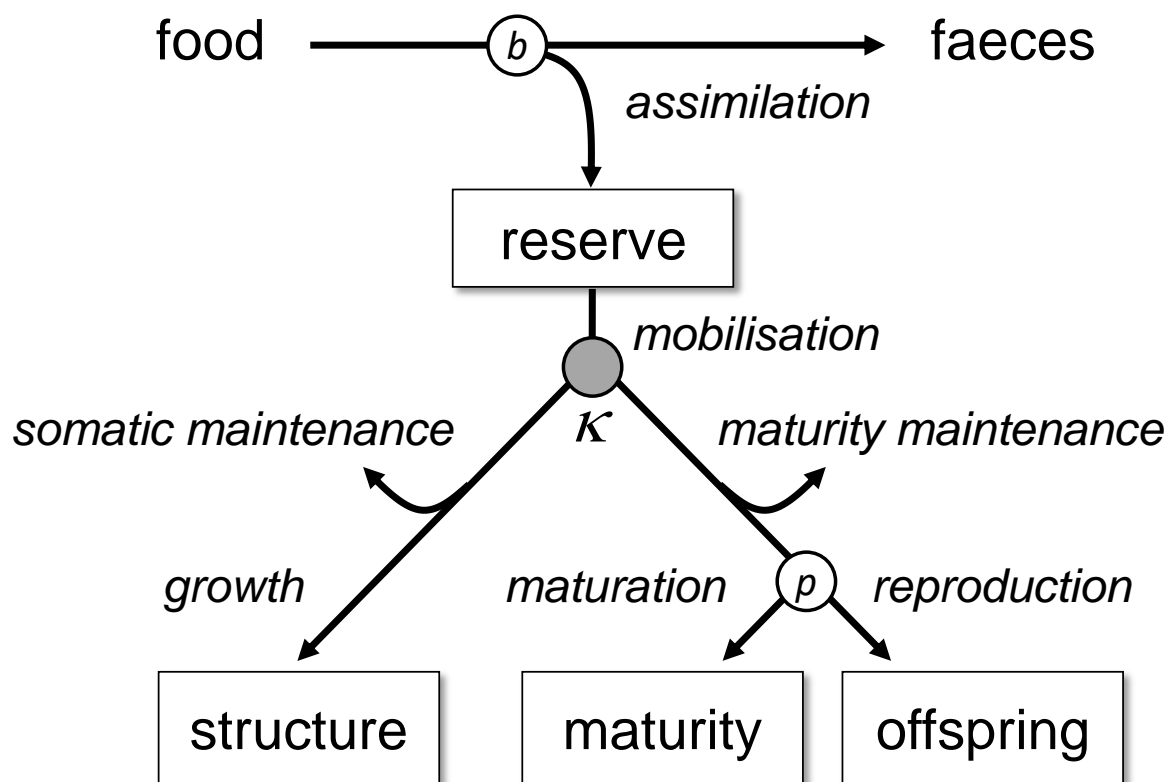 food b faeces
assimilation
reserve
mobilisation
κ
somatic maintenance maturity maintenance
growth maturation p reproduction
structure maturity offspring